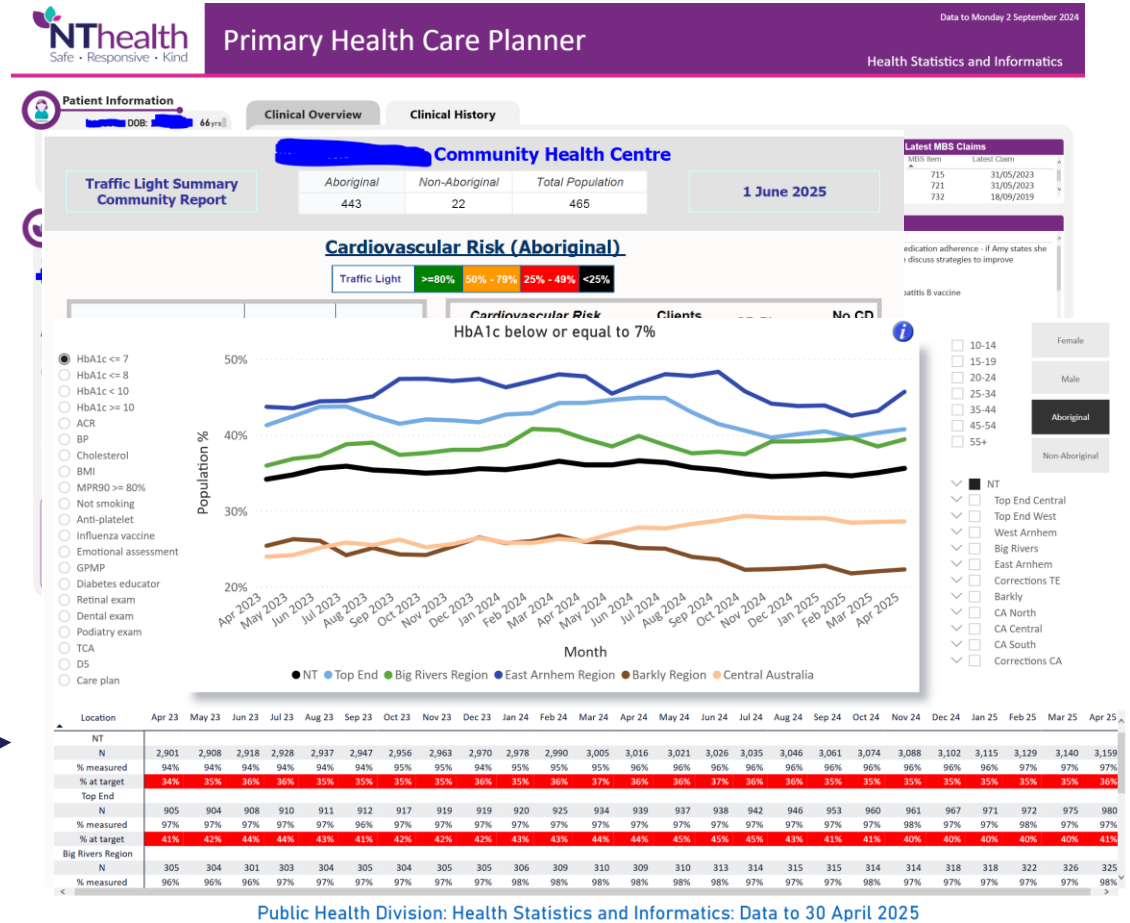 NThealth
Safe • Responsive • Kind
Primary Health Care Planner
Data to Monday 2 September 2024
Health Statistics and Informatics
Patient Information
DOB: 66yrs
Clinical Overview Clinical History
Community Health Centre
Traffic Light Summary
Community Report
Aboriginal Non-Aboriginal Total Population
443 22 465
1 June 2025
Latest MBS Claims
MBS Item Latest Claim
715 31/05/2023
721 31/05/2023
732 18/09/2019
edication adherence - if Amy states she
discuss strategies to improve
patitis B vaccine
Cardiovascular Risk (Aboriginal)
Traffic Light >=80% 50% - 79% 25% - 49% <25%
Cardiovascular Risk Clients No CD
HbA1c below or equal to 7%
i
HbA1c <= 7
HbA1c <= 8
HbA1c < 10
HbA1c >= 10
ACR
BP
Cholesterol
BMI
MPR90 >= 80%
Not smoking
Anti-platelet
Influenza vaccine
Emotional assessment
GPMP
Diabetes educator
Retinal exam
Dental exam
Podiatry exam
TCA
D5
Care plan
Population %
50%
40%
30%
20%
Apr 2023 May 2023 Jun 2023 Jul 2023 Aug 2023 Sep 2023 Oct 2023 Nov 2023 Dec 2023 Jan 2024 Feb 2024 Mar 2024 Apr 2024 May 2024 Jun 2024 Jul 2024 Aug 2024 Sep 2024 Oct 2024 Nov 2024 Dec 2024 Jan 2025 Feb 2025 Mar 2025 Apr 2025
Month
NT Top End Big Rivers Region East Arnhem Region Barkly Region Central Australia
10-14
15-19
20-24
25-34
35-44
45-54
55+
Female
Male
Aboriginal
Non-Aboriginal
NT
Top End Central
Top End West
West Arnhem
Big Rivers
East Arnhem
Corrections TE
Barkly
CA North
CA Central
CA South
Corrections CA
Location Apr 23 May 23 Jun 23 Jul 23 Aug 23 Sep 23 Oct 23 Nov 23 Dec 23 Jan 24 Feb 24 Mar 24 Apr 24 May 24 Jun 24 Jul 24 Aug 24 Sep 24 Oct 24 Nov 24 Dec 24 Jan 25 Feb 25 Mar 25 Apr 25
NT
N 2,901 2,908 2,918 2,928 2,937 2,947 2,956 2,963 2,970 2,978 2,990 3,005 3,016 3,021 3,026 3,035 3,046 3,061 3,074 3,088 3,102 3,115 3,129 3,140 3,159
% measured 94% 94% 94% 94% 94% 94% 95% 95% 94% 95% 95% 95% 96% 96% 96% 96% 96% 96% 96% 96% 96% 96% 97% 97% 97%
% at target 34% 35% 36% 36% 35% 35% 35% 35% 36% 35% 36% 37% 36% 36% 37% 36% 36% 35% 35% 35% 35% 35% 35% 35% 36%
Top End
N 905 904 908 910 911 912 917 919 919 920 925 934 939 937 938 942 946 953 960 961 967 971 972 975 980
% measured 97% 97% 97% 97% 97% 96% 97% 97% 97% 97% 97% 97% 97% 97% 97% 97% 97% 97% 97% 98% 97% 97% 98% 97% 97%
% at target 41% 42% 44% 44% 43% 41% 42% 42% 42% 43% 43% 44% 44% 45% 45% 45% 43% 41% 41% 40% 40% 40% 40% 40% 41%
Big Rivers Region
N 305 304 301 303 304 305 304 305 305 306 309 310 309 310 313 314 315 315 314 314 318 318 322 326 325
% measured 96% 96% 96% 97% 97% 97% 97% 97% 97% 98% 98% 98% 98% 98% 98% 97% 97% 97% 98% 97% 97% 97% 97% 97% 98%
Public Health Division: Health Statistics and Informatics: Data to 30 April 2025